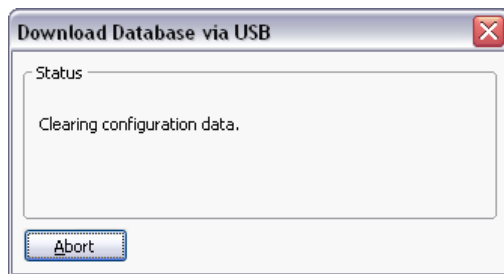 Download Database via USB
Status
Clearing configuration data.
Abort